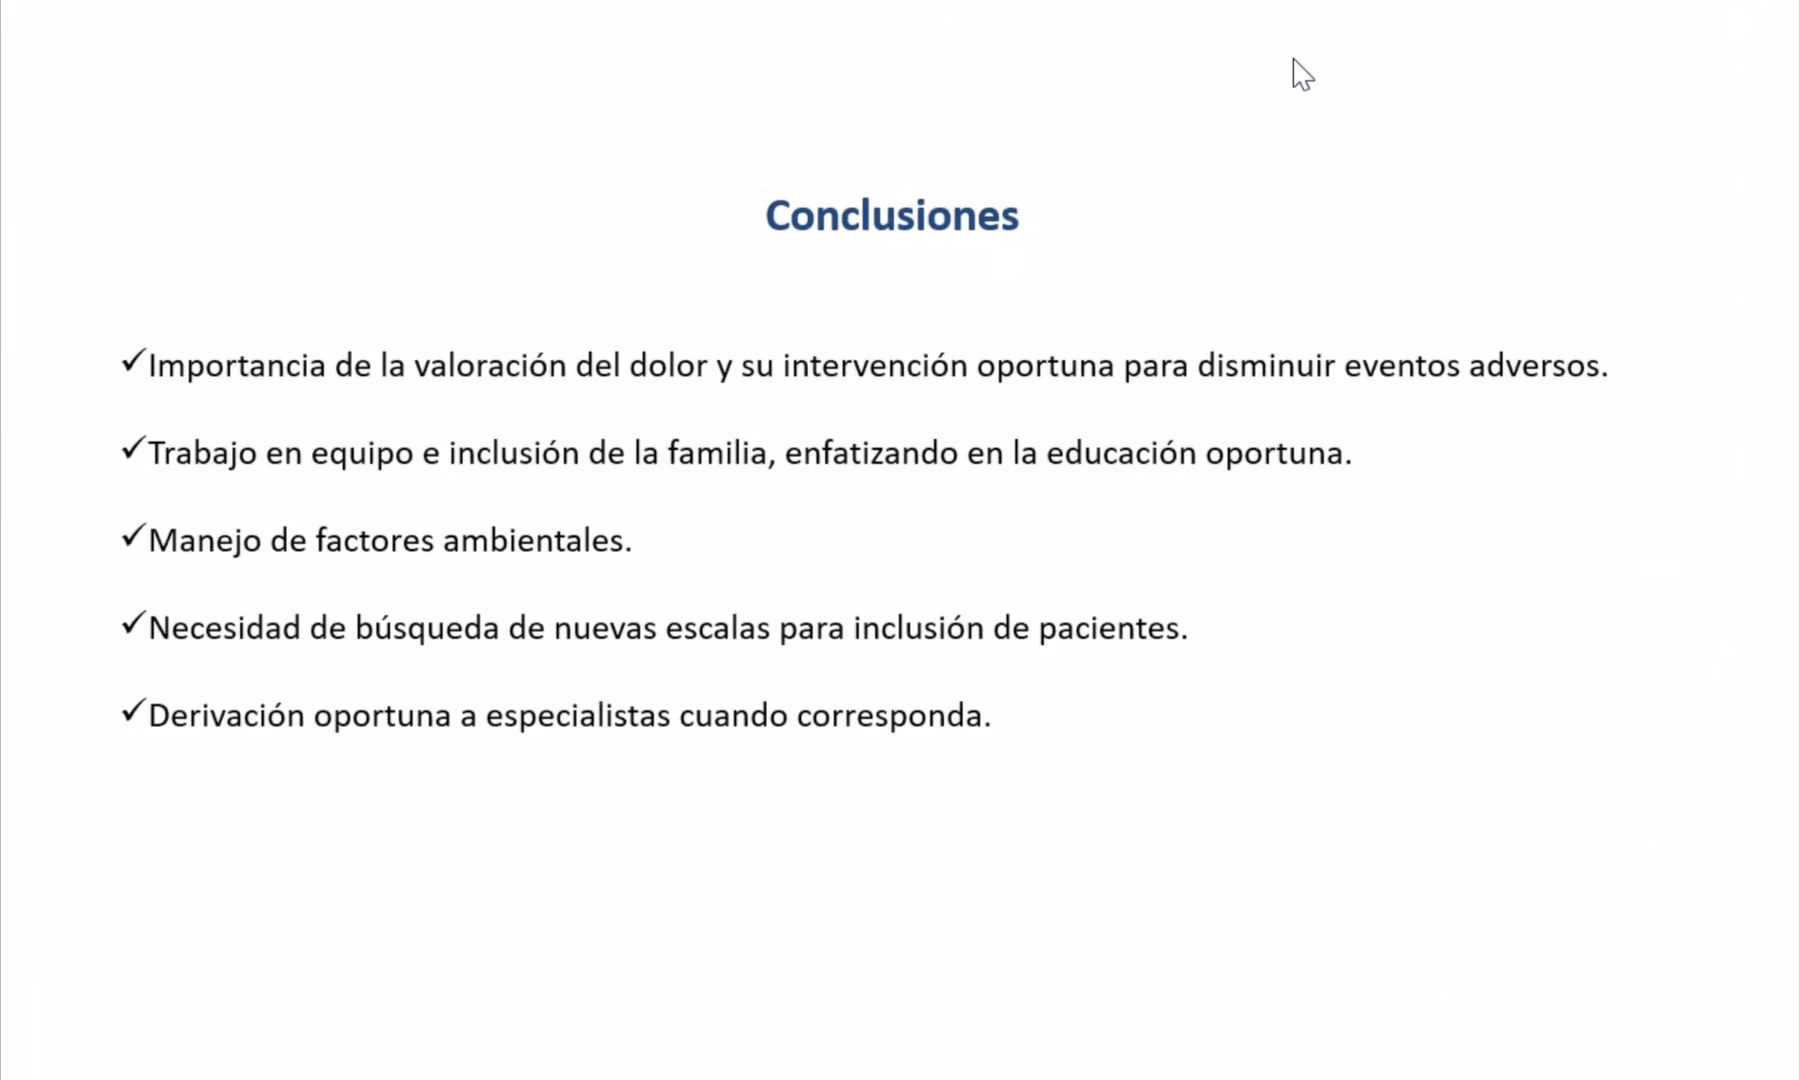 Conclusiones
✓Importancia de la valoración del dolor y su intervención oportuna para disminuir eventos adversos.
✓Trabajo en equipo e inclusión de la familia, enfatizando en la educación oportuna.
✓Manejo de factores ambientales.
✓Necesidad de búsqueda de nuevas escalas para inclusión de pacientes.
✓Derivación oportuna a especialistas cuando corresponda.